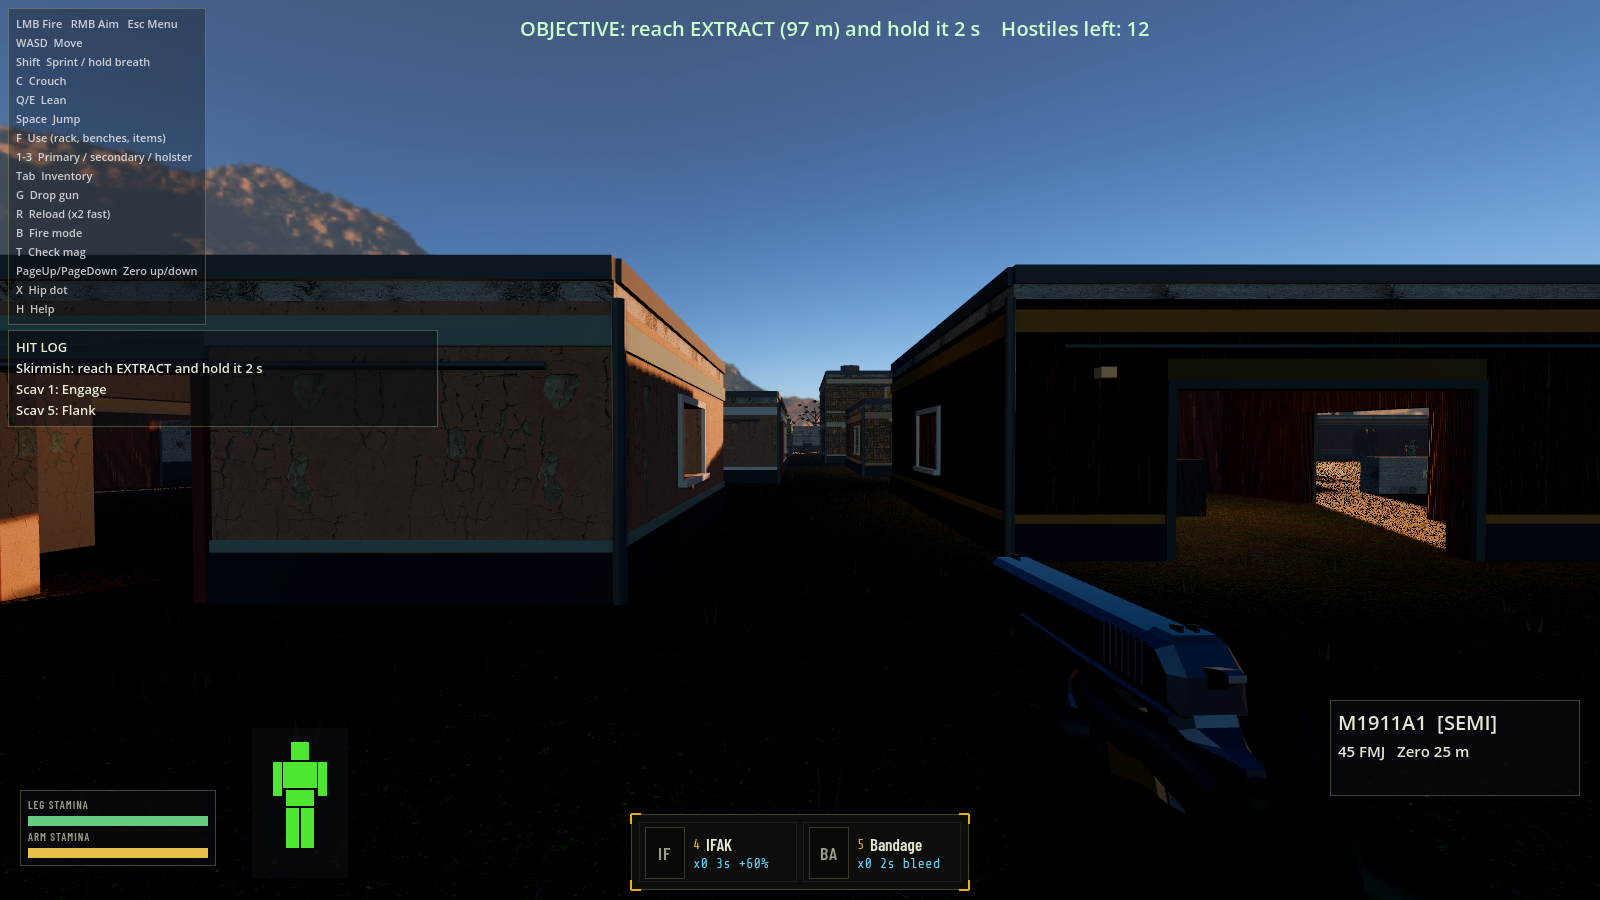 LMB Fire   RMB Aim   Esc Menu
WASD  Move
Shift  Sprint / hold breath
C  Crouch
Q/E  Lean
Space  Jump
F  Use (rack, benches, items)
1-3  Primary / secondary / holster
Tab  Inventory
G  Drop gun
R  Reload (x2 fast)
B  Fire mode
T  Check mag
PageUp/PageDown  Zero up/down
X  Hip dot
H  Help
OBJECTIVE: reach EXTRACT (97 m) and hold it 2 s    Hostiles left: 12
HIT LOG
Skirmish: reach EXTRACT and hold it 2 s
Scav 1: Engage
Scav 5: Flank
M1911A1  [SEMI]
45 FMJ   Zero 25 m
LEG STAMINA
ARM STAMINA
IF
4 IFAK
x0 3s +60%
BA
5 Bandage
x0 2s bleed